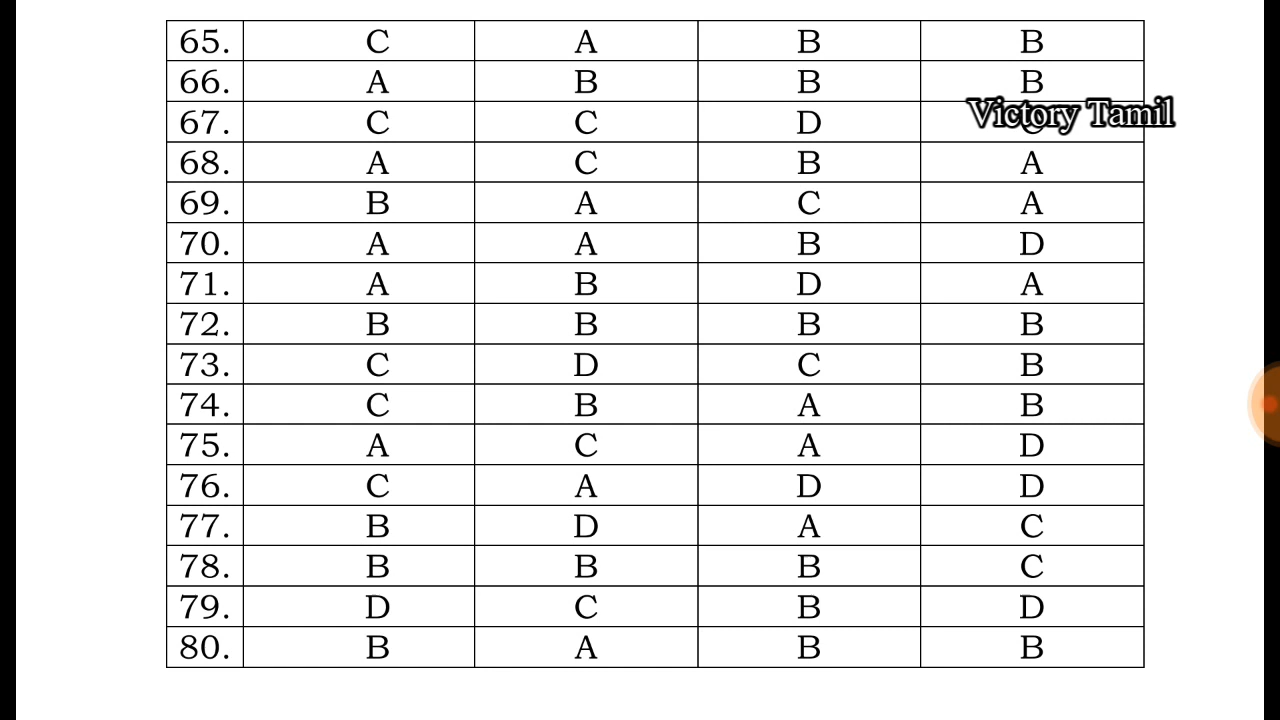 65. C A B B
66. A B B B
Victory Tamil
67. C C D
68. A C B A
69. B A C A
70. A A B D
71. A B D A
72. B B B B
73. C D C B
74. C B A B
75. A C A D
76. C A D D
77. B D A C
78. B B B C
79. D C B D
80. B A B B